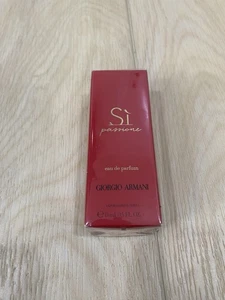 Sì
passione
eau de parfum
GIORGIO ARMANI